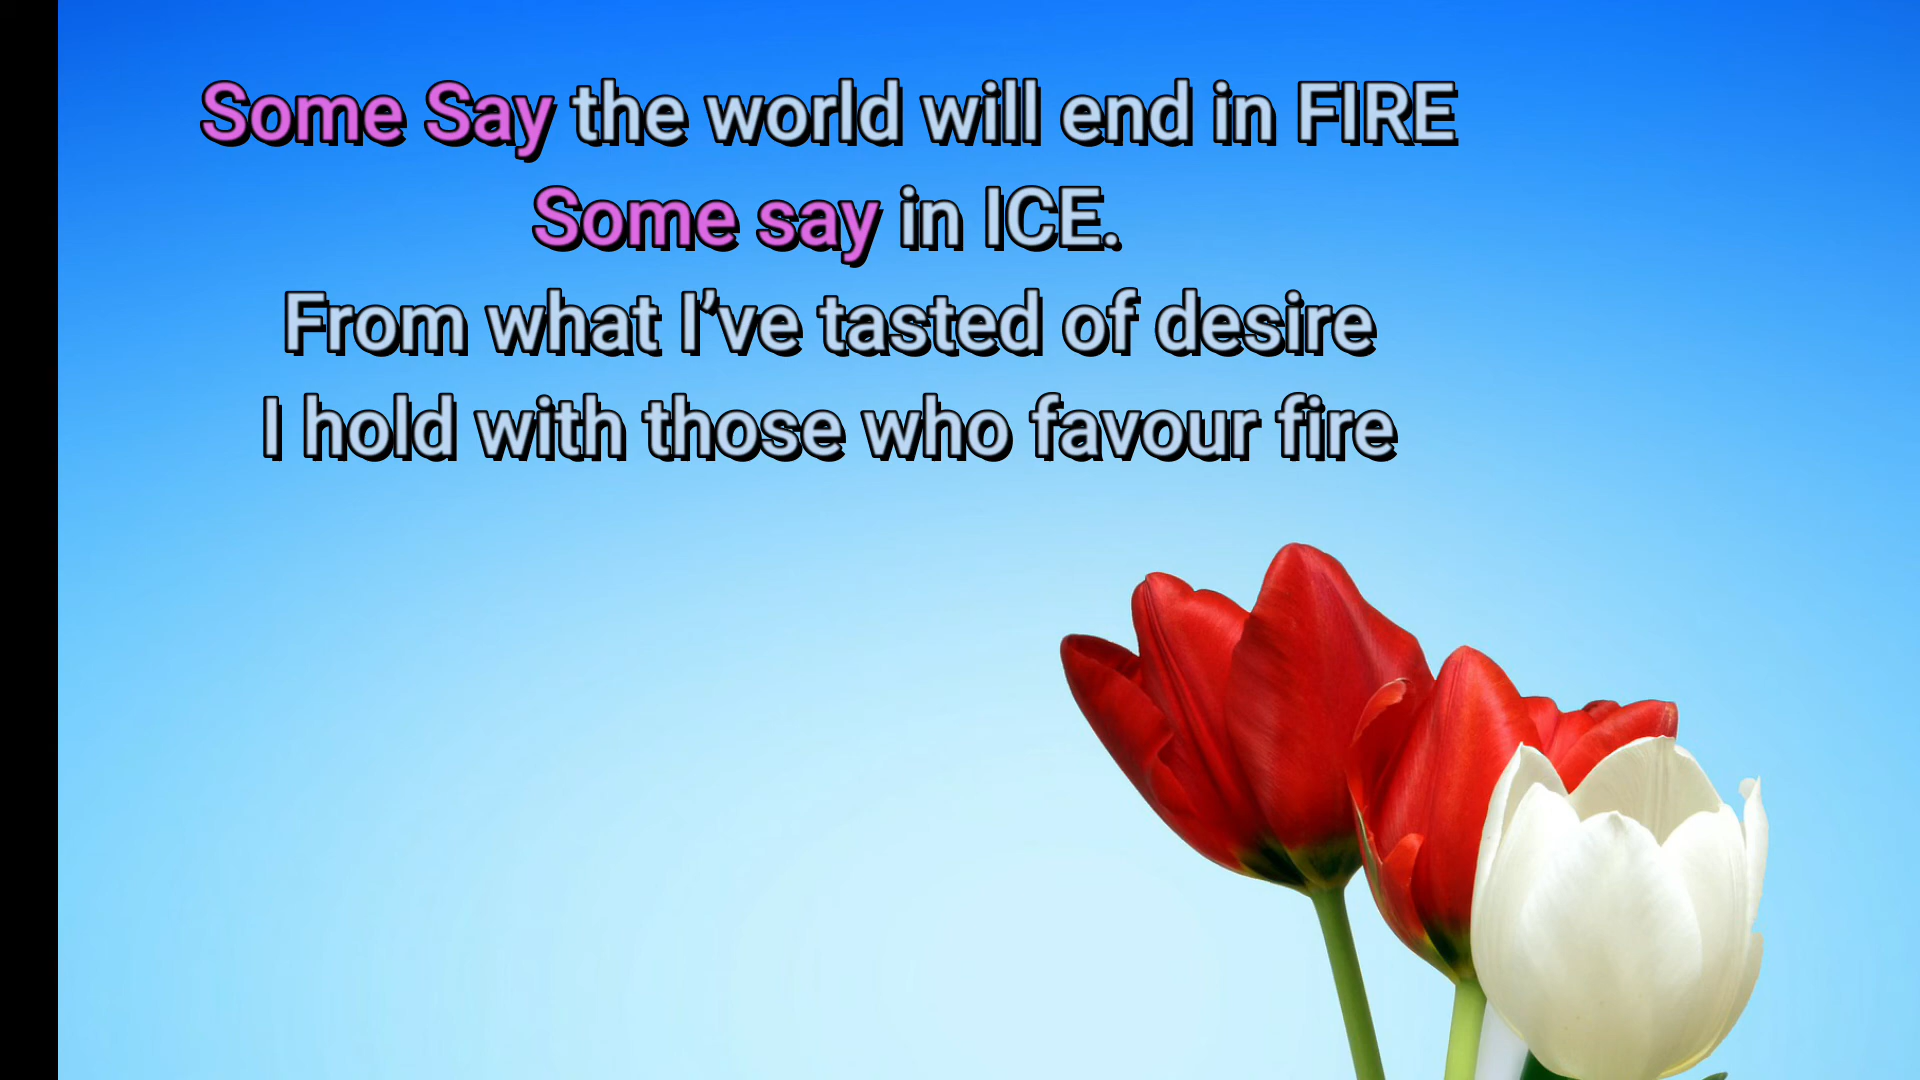 Some Say the world will end in FIRE
Some say in ICE.
From what I’ve tasted of desire
I hold with those who favour fire